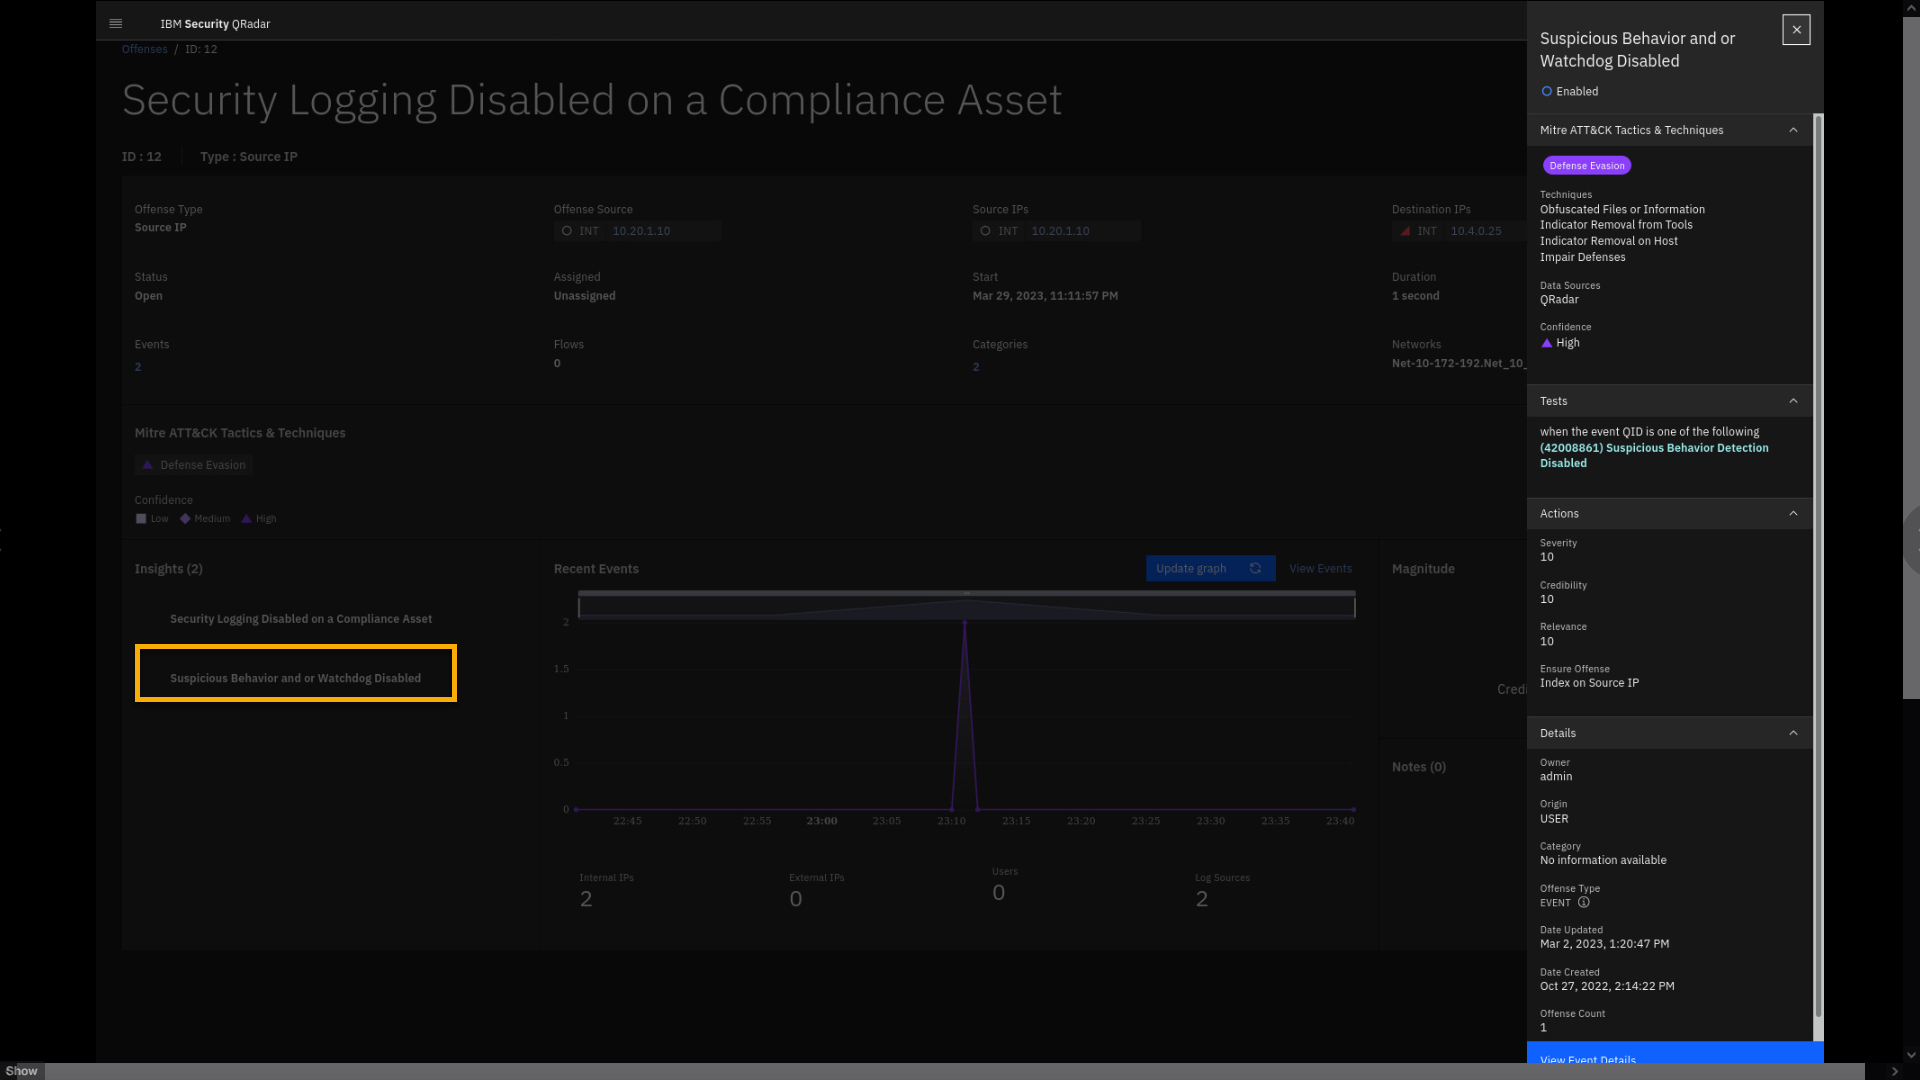 IBM Security QRadar
Offenses / ID: 12
Security Logging Disabled on a Compliance Asset
ID : 12 Type : Source IP
Offense Type
Source IP
Offense Source
INT 10.20.1.10
Source IPs
INT 10.20.1.10
Destination IPs
INT 10.4.0.25
Status
Open
Assigned
Unassigned
Start
Mar 29, 2023, 11:11:57 PM
Duration
1 second
Events
2
Flows
0
Categories
2
Networks
Net-10-172-192.Net_10_
Mitre ATT&CK Tactics & Techniques
Defense Evasion
Confidence
Low Medium High
Insights (2)
Security Logging Disabled on a Compliance Asset
Suspicious Behavior and or Watchdog Disabled
Recent Events
Update graph View Events
2
1.5
1
0.5
0
22:45 22:50 22:55 23:00 23:05 23:10 23:15 23:20 23:25 23:30 23:35 23:40
Internal IPs
2
External IPs
0
Users
0
Log Sources
2
Magnitude
Credi
Notes (0)
Suspicious Behavior and or
Watchdog Disabled
Enabled
Mitre ATT&CK Tactics & Techniques
Defense Evasion
Techniques
Obfuscated Files or Information
Indicator Removal from Tools
Indicator Removal on Host
Impair Defenses
Data Sources
QRadar
Confidence
High
Tests
when the event QID is one of the following
(42008861) Suspicious Behavior Detection
Disabled
Actions
Severity
10
Credibility
10
Relevance
10
Ensure Offense
Index on Source IP
Details
Owner
admin
Origin
USER
Category
No information available
Offense Type
EVENT
Date Updated
Mar 2, 2023, 1:20:47 PM
Date Created
Oct 27, 2022, 2:14:22 PM
Offense Count
1
View Event Details
Show